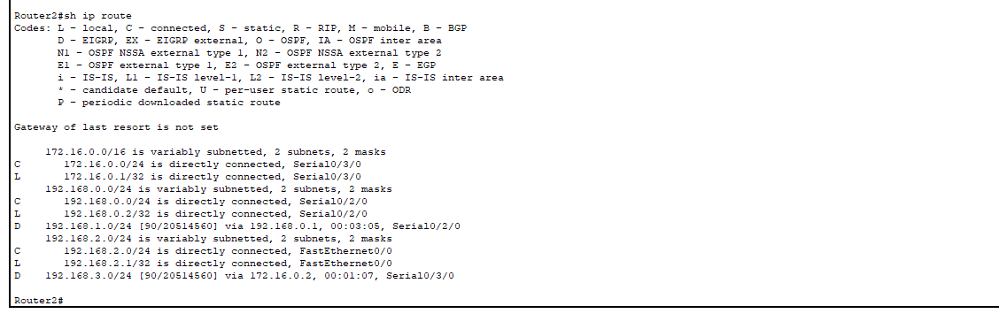 Router2#sh ip route
Codes: L - local, C - connected, S - static, R - RIP, M - mobile, B - BGP
D - EIGRP, EX - EIGRP external, O - OSPF, IA - OSPF inter area
N1 - OSPF NSSA external type 1, N2 - OSPF NSSA external type 2
E1 - OSPF external type 1, E2 - OSPF external type 2, E - EGP
i - IS-IS, L1 - IS-IS level-1, L2 - IS-IS level-2, ia - IS-IS inter area
* - candidate default, U - per-user static route, o - ODR
P - periodic downloaded static route
Gateway of last resort is not set
172.16.0.0/16 is variably subnetted, 2 subnets, 2 masks
C 172.16.0.0/24 is directly connected, Serial0/3/0
L 172.16.0.1/32 is directly connected, Serial0/3/0
192.168.0.0/24 is variably subnetted, 2 subnets, 2 masks
C 192.168.0.0/24 is directly connected, Serial0/2/0
L 192.168.0.2/32 is directly connected, Serial0/2/0
D 192.168.1.0/24 [90/20514560] via 192.168.0.1, 00:03:05, Serial0/2/0
192.168.2.0/24 is variably subnetted, 2 subnets, 2 masks
C 192.168.2.0/24 is directly connected, FastEthernet0/0
L 192.168.2.1/32 is directly connected, FastEthernet0/0
D 192.168.3.0/24 [90/20514560] via 172.16.0.2, 00:01:07, Serial0/3/0
Router2#